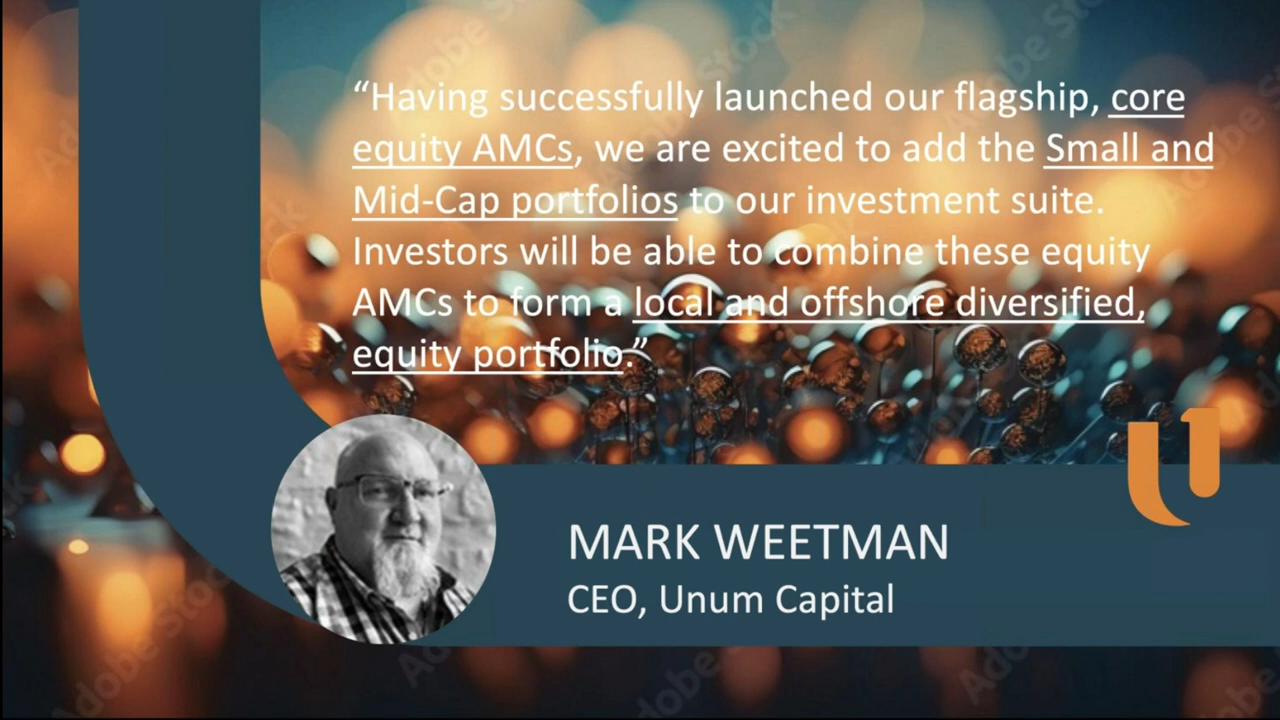 “Having successfully launched our flagship, core
equity AMCs, we are excited to add the Small and
Mid-Cap portfolios to our investment suite.
Investors will be able to combine these equity
AMCs to form a local and offshore diversified,
equity portfolio.”
MARK WEETMAN
CEO, Unum Capital
Adobe Stock